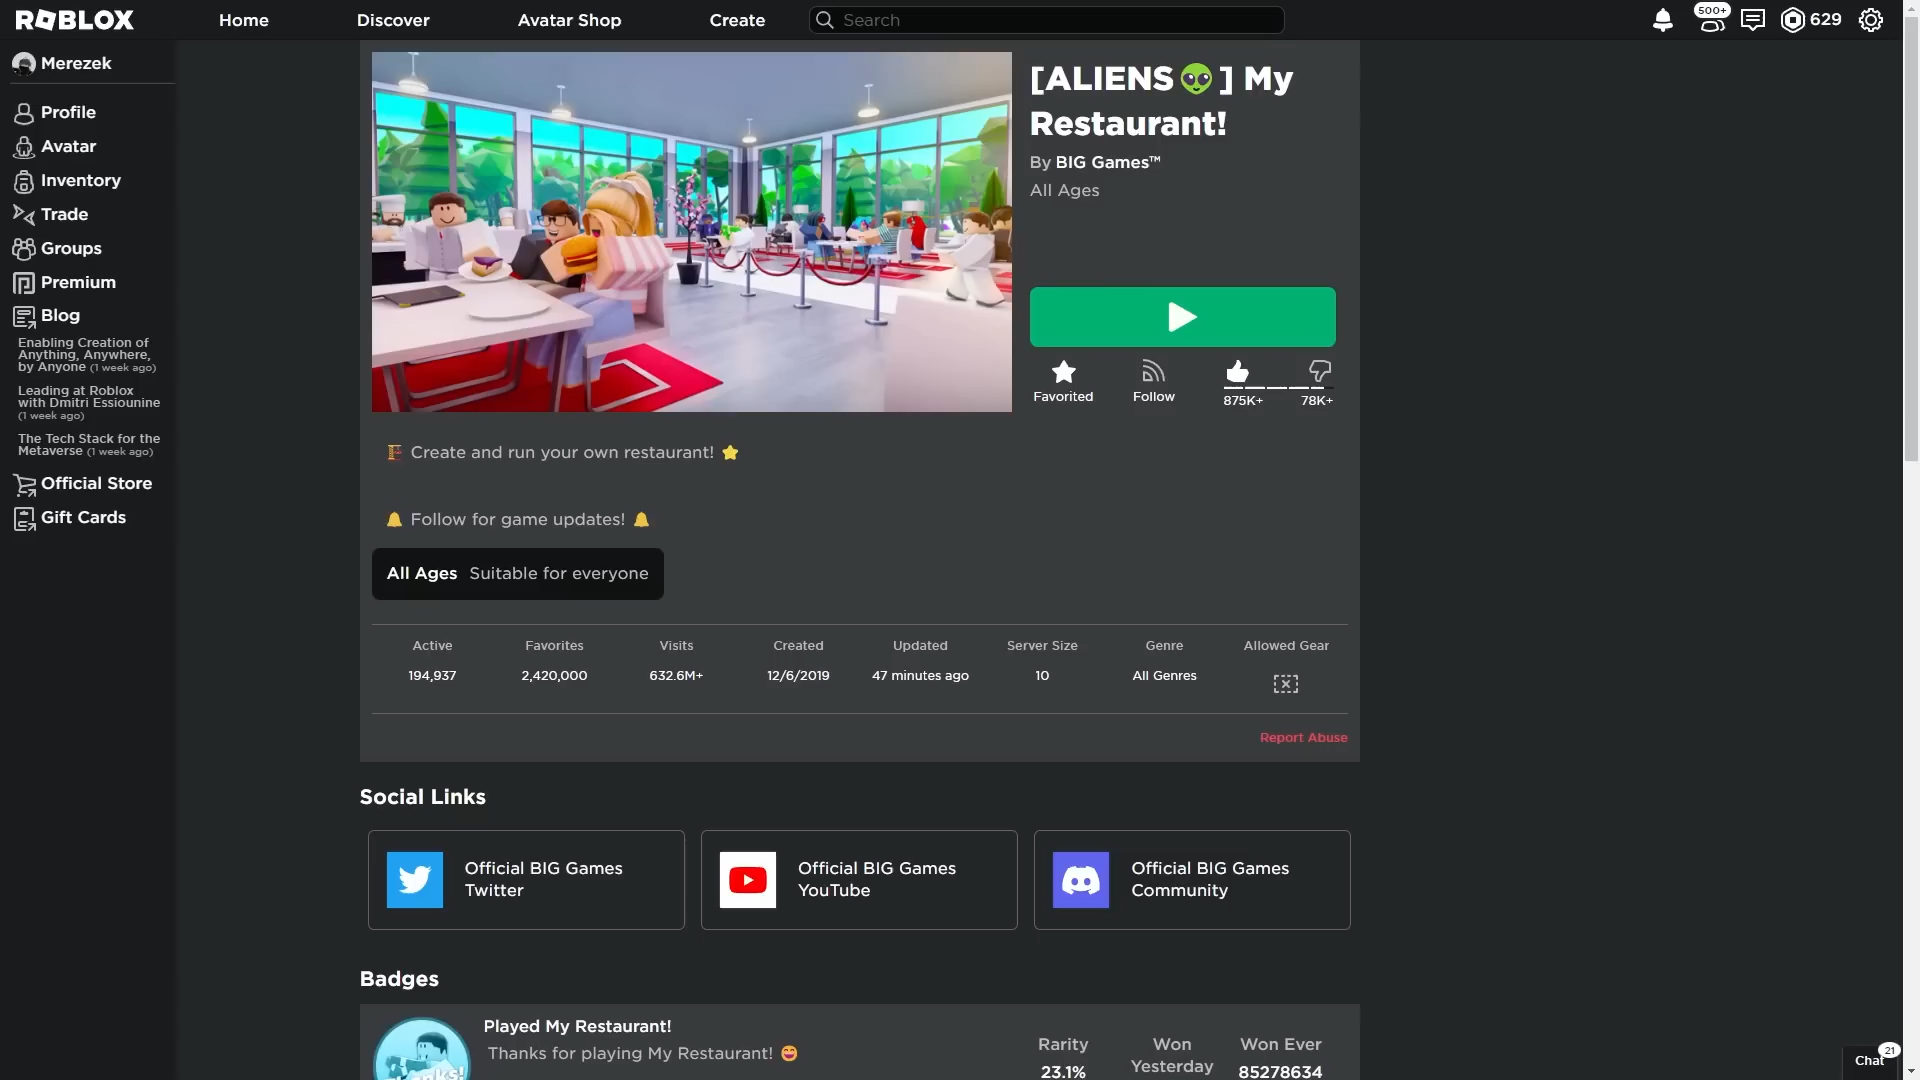 ROBLOX
Home
Discover
Avatar Shop
Create
Search
500+
629
Merezek
Profile
Avatar
Inventory
Trade
Groups
Premium
Blog
Enabling Creation of
Anything, Anywhere,
by Anyone (1 week ago)
Leading at Roblox
with Dmitri Essiounine
(1 week ago)
The Tech Stack for the
Metaverse (1 week ago)
Official Store
Gift Cards
[ALIENS👽] My
Restaurant!
By BIG Games™
All Ages
Favorited
Follow
875K+
78K+
Create and run your own restaurant! ⭐
🔔 Follow for game updates! 🔔
All Ages Suitable for everyone
Active
Favorites
Visits
Created
Updated
Server Size
Genre
Allowed Gear
194,937
2,420,000
632.6M+
12/6/2019
47 minutes ago
10
All Genres
Report Abuse
Social Links
Official BIG Games
Twitter
Official BIG Games
YouTube
Official BIG Games
Community
Badges
Played My Restaurant!
Thanks for playing My Restaurant! 😄
Rarity
23.1%
Won
Yesterday
Won Ever
85278634
Chat
21